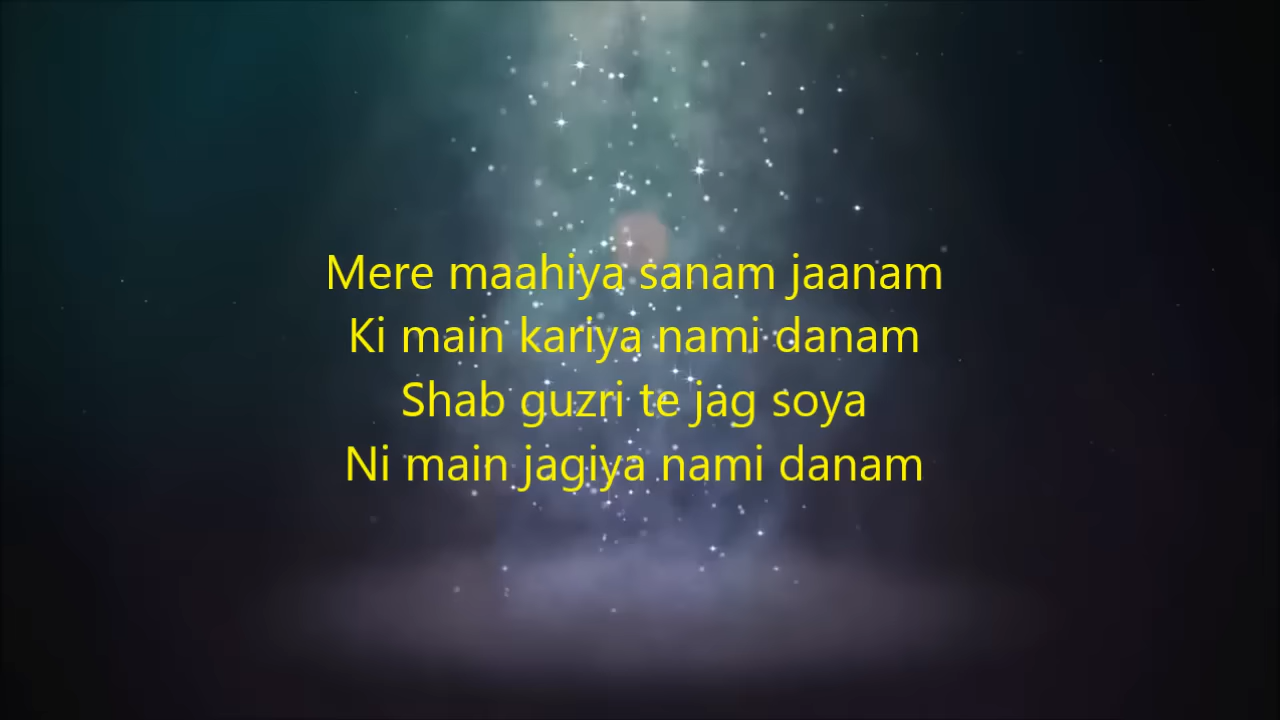 Mere maahiya sanam jaanam
Ki main kariya nami danam
Shab guzri te jag soya
Ni main jagiya nami danam